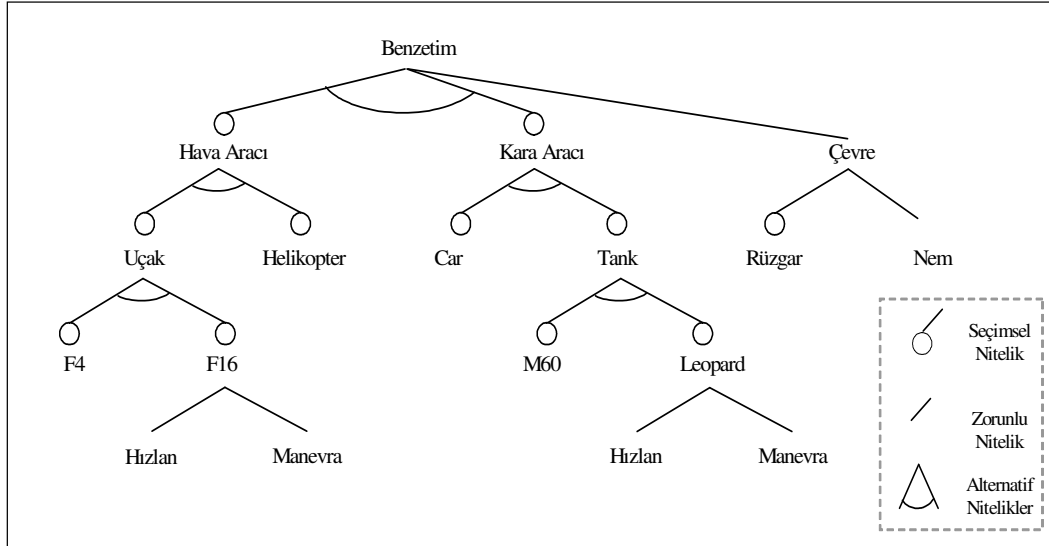 Benzetim
Hava Aracı
Kara Aracı
Çevre
Uçak
Helikopter
Car
Tank
Rüzgar
Nem
F4
F16
M60
Leopard
Hızlan
Manevra
Hızlan
Manevra
Seçimsel
Nitelik
Zorunlu
Nitelik
Alternatif
Nitelikler